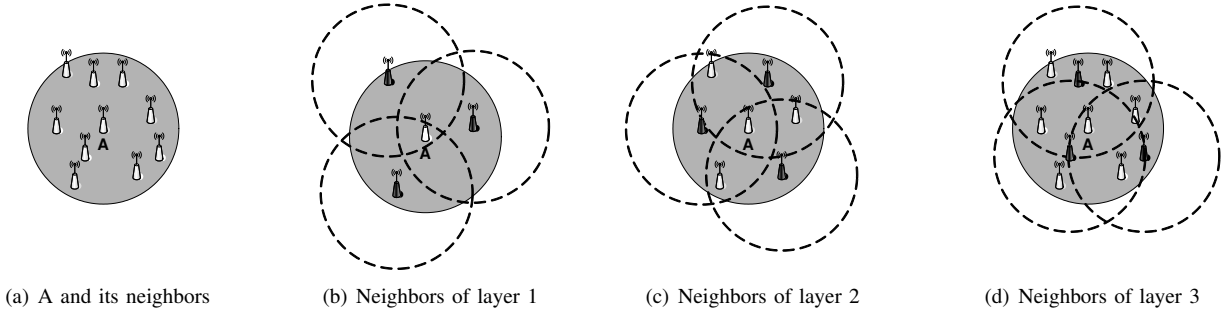 A
A
A
A
(a) A and its neighbors
(b) Neighbors of layer 1
(c) Neighbors of layer 2
(d) Neighbors of layer 3